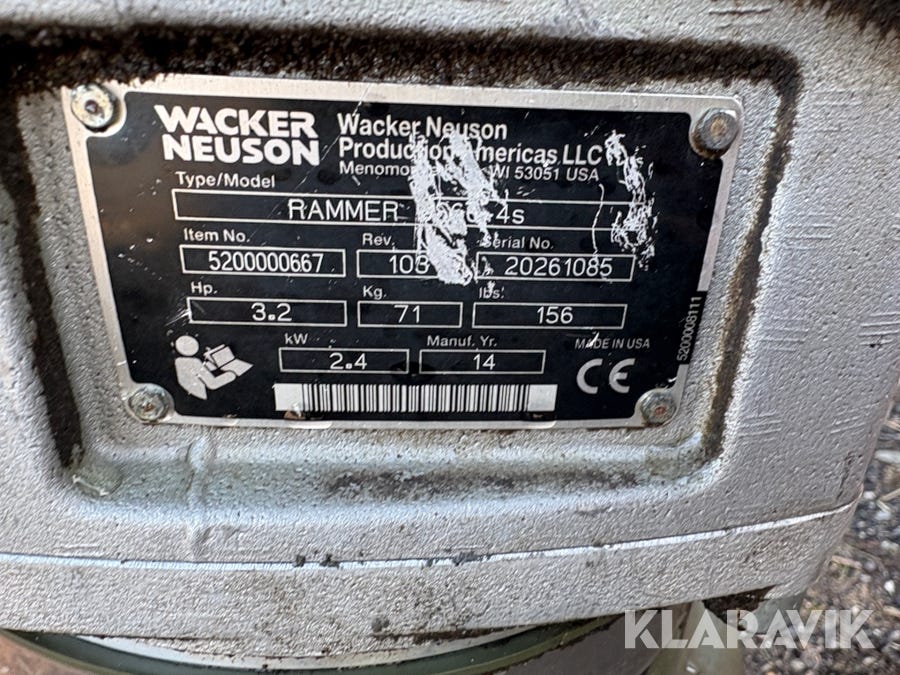 WACKER
NEUSON
Wacker Neuson
Production Americas LLC
WI 53051 USA
Type/Model
RAMMER 4s
Item No.
5200000667
Rev.
103
Serial No.
20261085
Hp.
3.2
Kg.
71
lbs.
156
kW
2.4
Manuf. Yr.
14
MADE IN USA
CE
5200008111
KLARAVIK